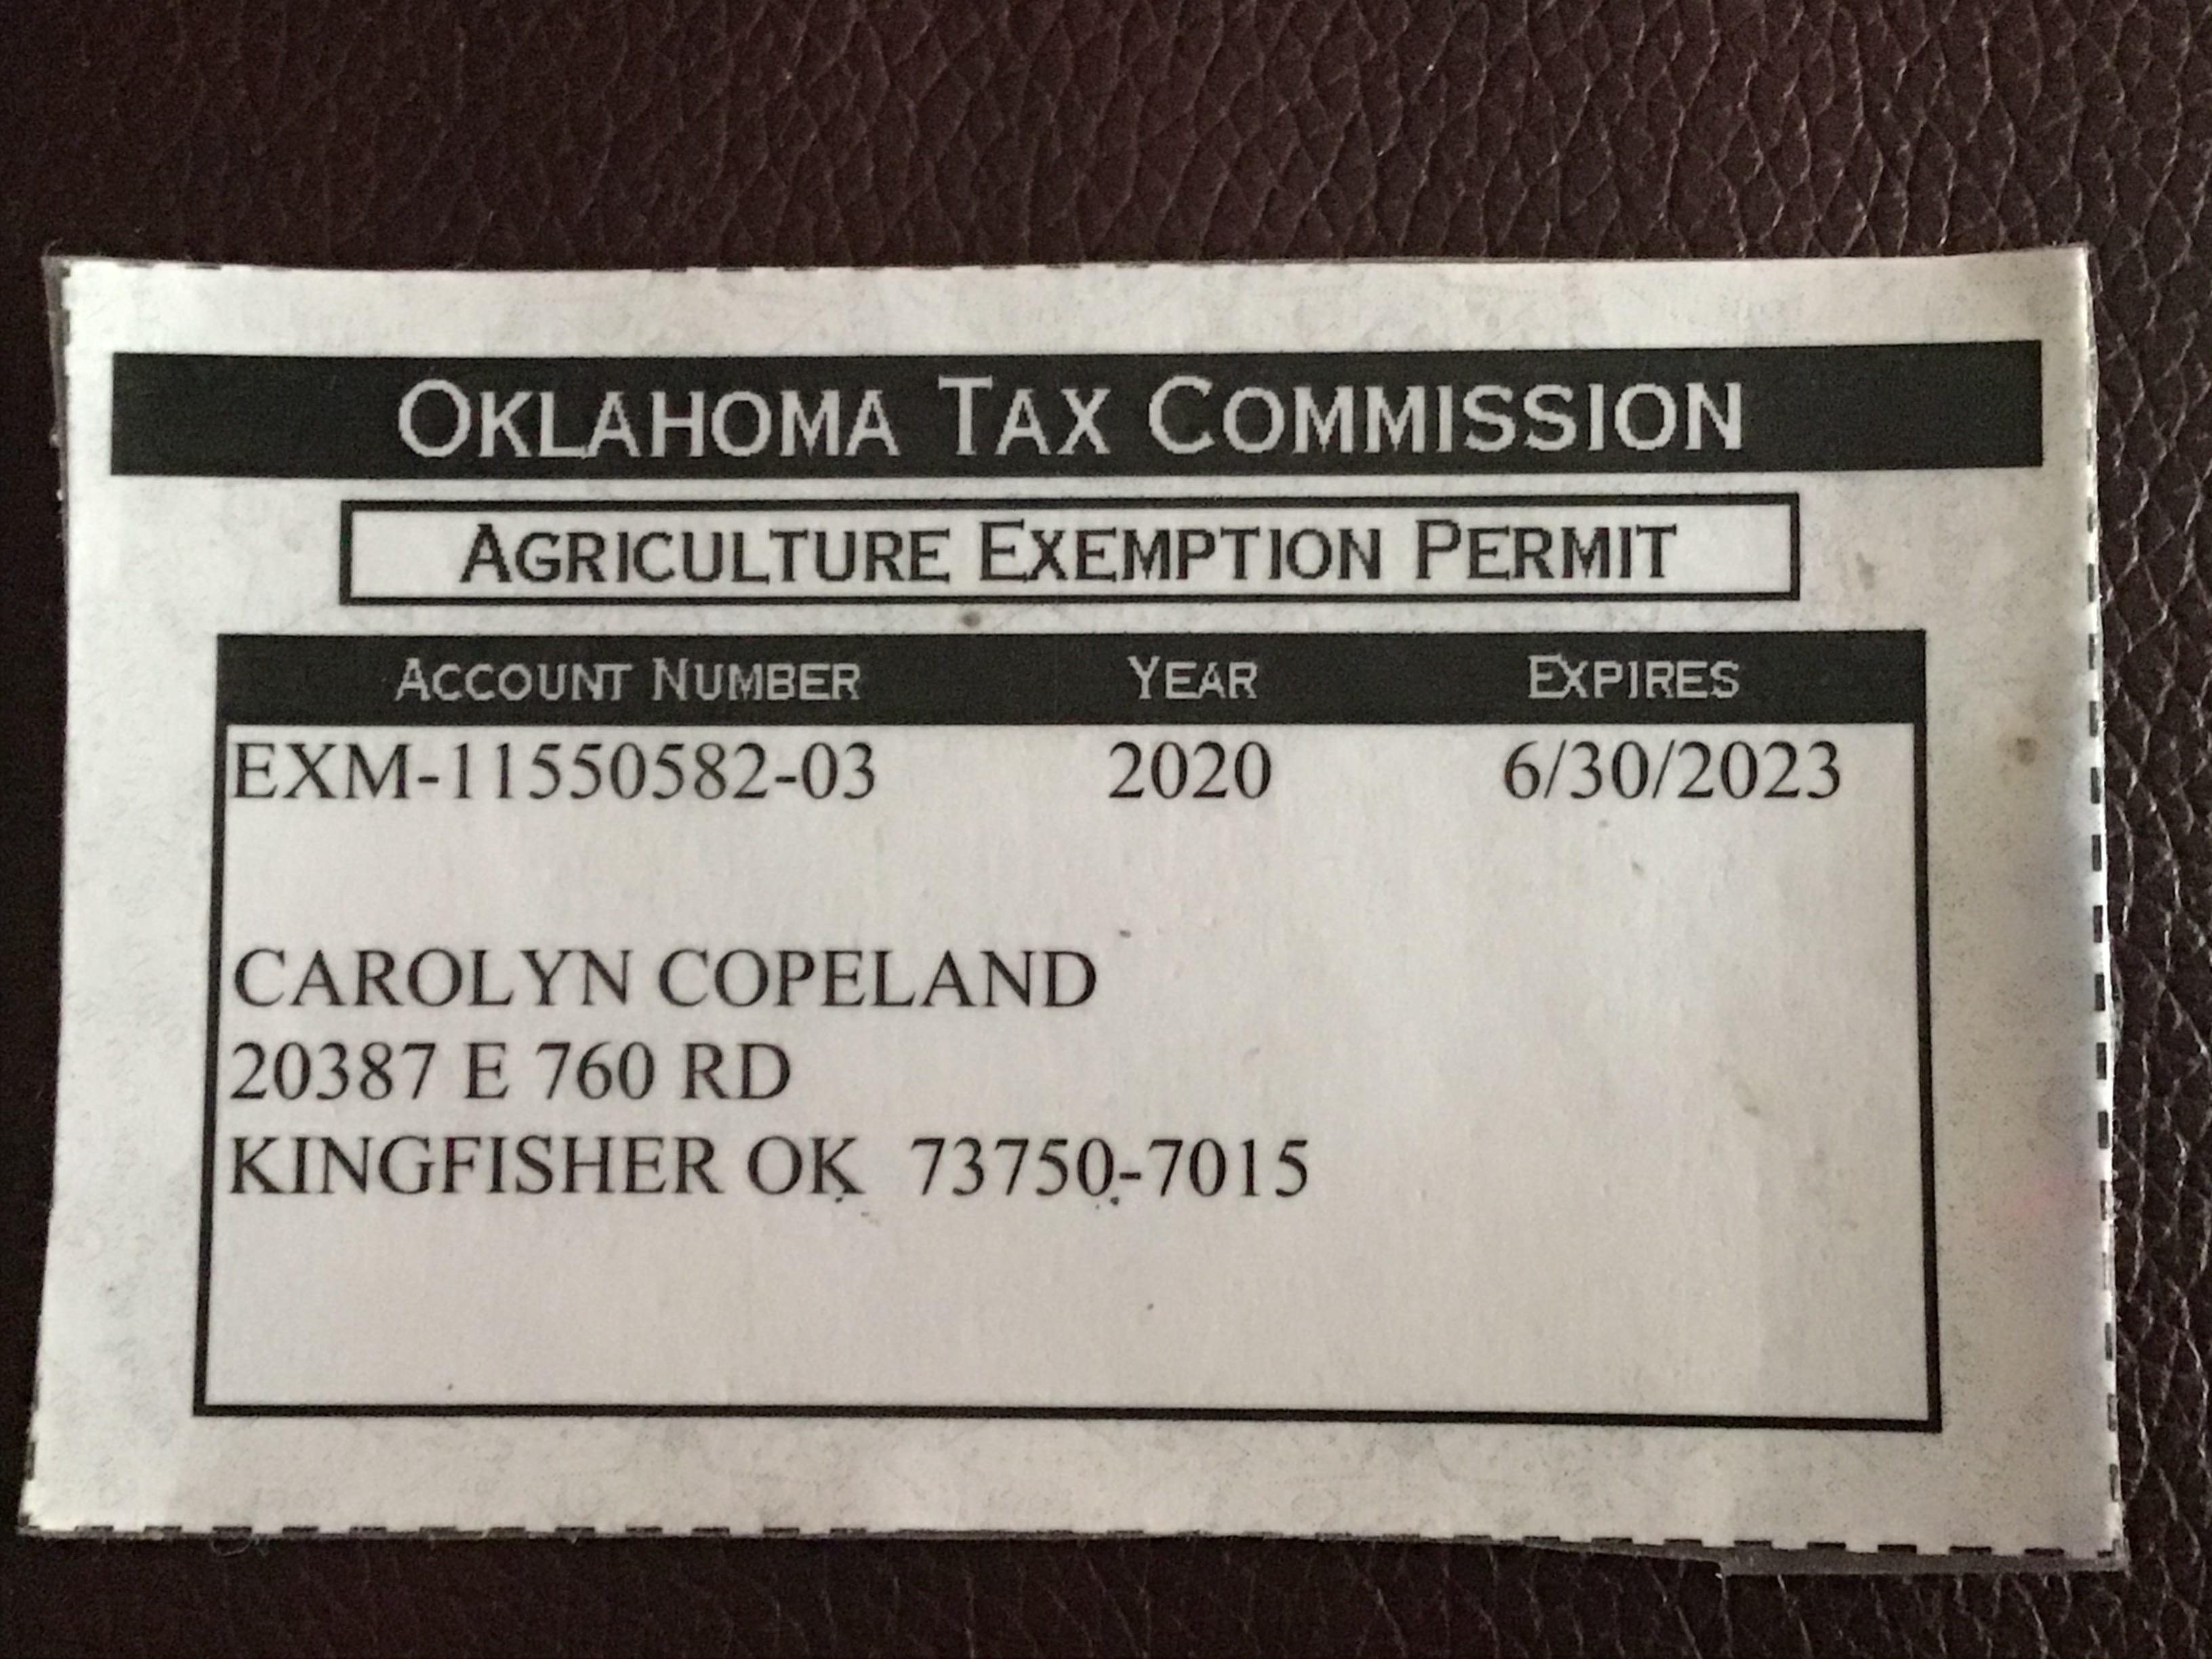 OKLAHOMA TAX COMMISSION
AGRICULTURE EXEMPTION PERMIT
ACCOUNT NUMBER YEAR EXPIRES
EXM-11550582-03 2020 6/30/2023
CAROLYN COPELAND
20387 E 760 RD
KINGFISHER OK 73750-7015